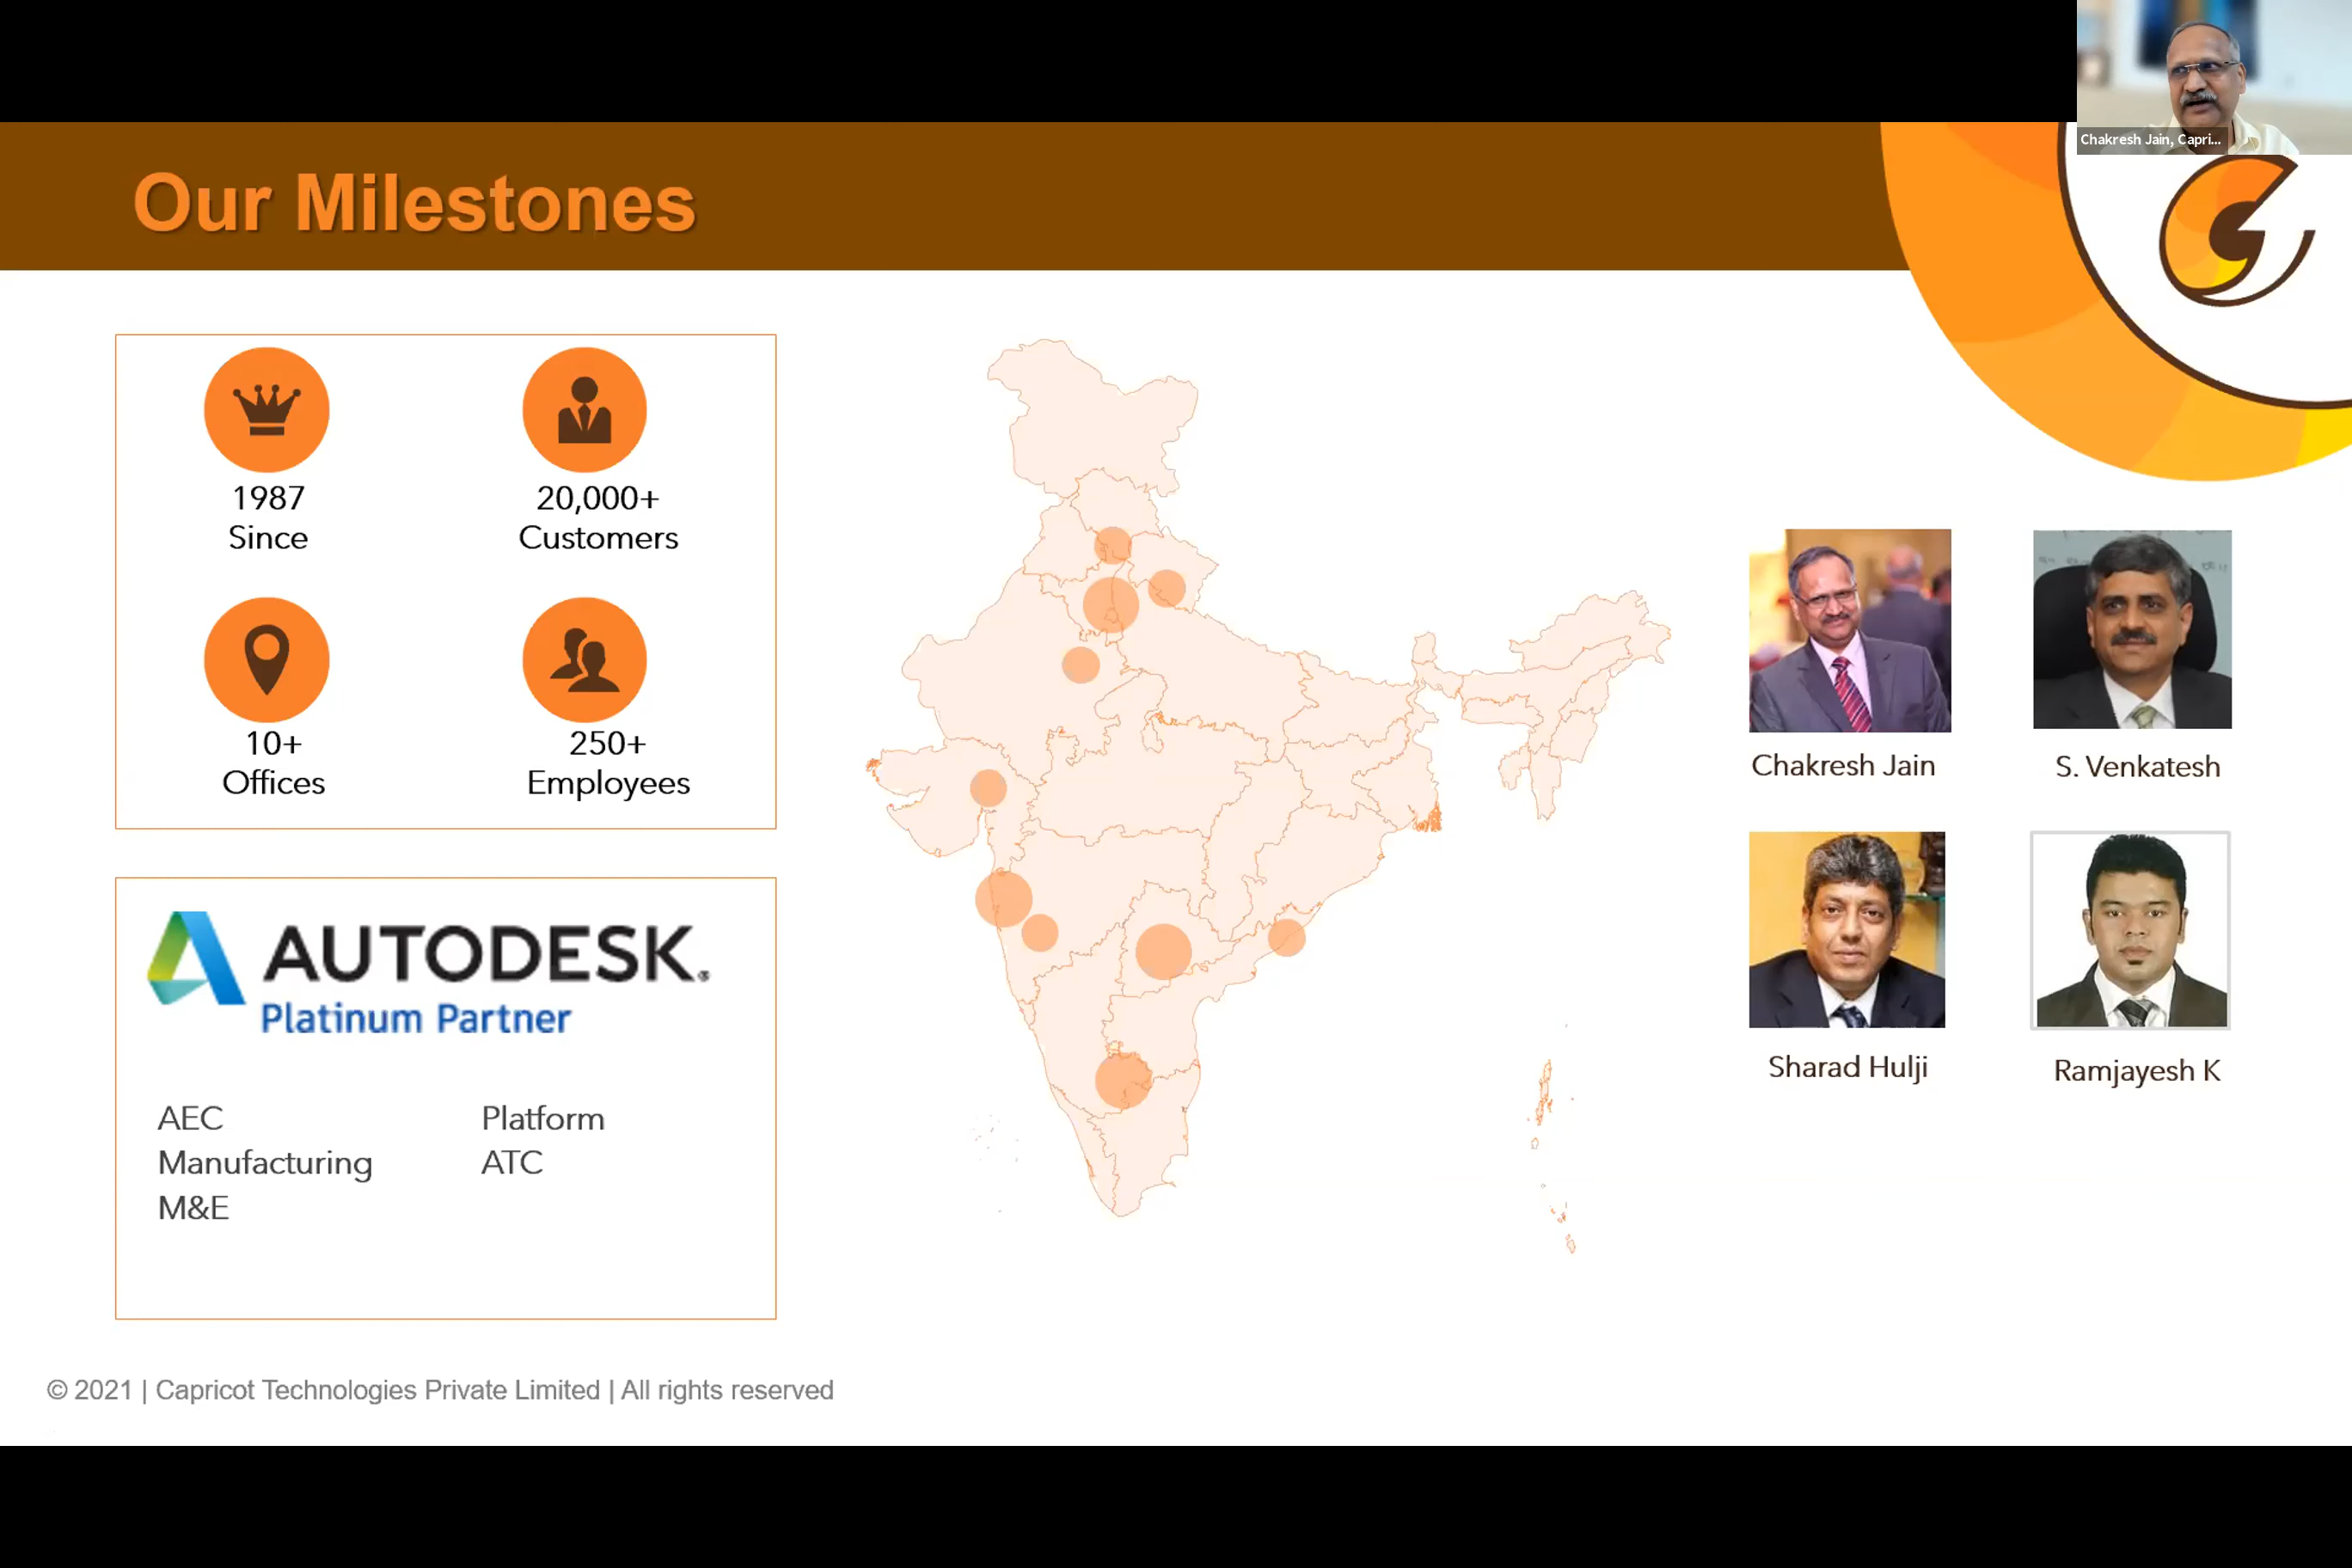 Chakresh Jain, Capri...
Our Milestones
1987
Since
20,000+
Customers
10+
Offices
250+
Employees
AUTODESK®
Platinum Partner
AEC
Manufacturing
M&E
Platform
ATC
Chakresh Jain
S. Venkatesh
Sharad Hulji
Ramjayesh K
© 2021 | Capricot Technologies Private Limited | All rights reserved